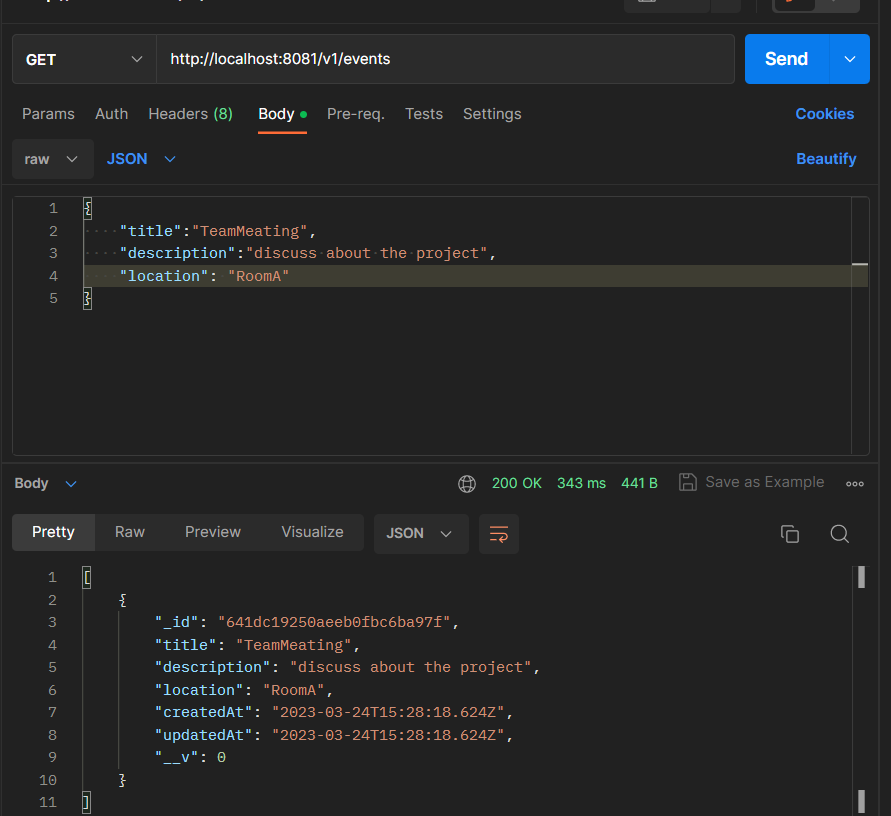 GET http://localhost:8081/v1/events Send
Params Auth Headers (8) Body Pre-req. Tests Settings Cookies
raw JSON Beautify
1 {
2 "title":"TeamMeating",
3 "description":"discuss about the project",
4 "location": "RoomA"
5 }
Body 200 OK 343 ms 441 B Save as Example
Pretty Raw Preview Visualize JSON
1 [
2 {
3 "_id": "641dc19250aeeb0fbc6ba97f",
4 "title": "TeamMeating",
5 "description": "discuss about the project",
6 "location": "RoomA",
7 "createdAt": "2023-03-24T15:28:18.624Z",
8 "updatedAt": "2023-03-24T15:28:18.624Z",
9 "__v": 0
10 }
11 ]